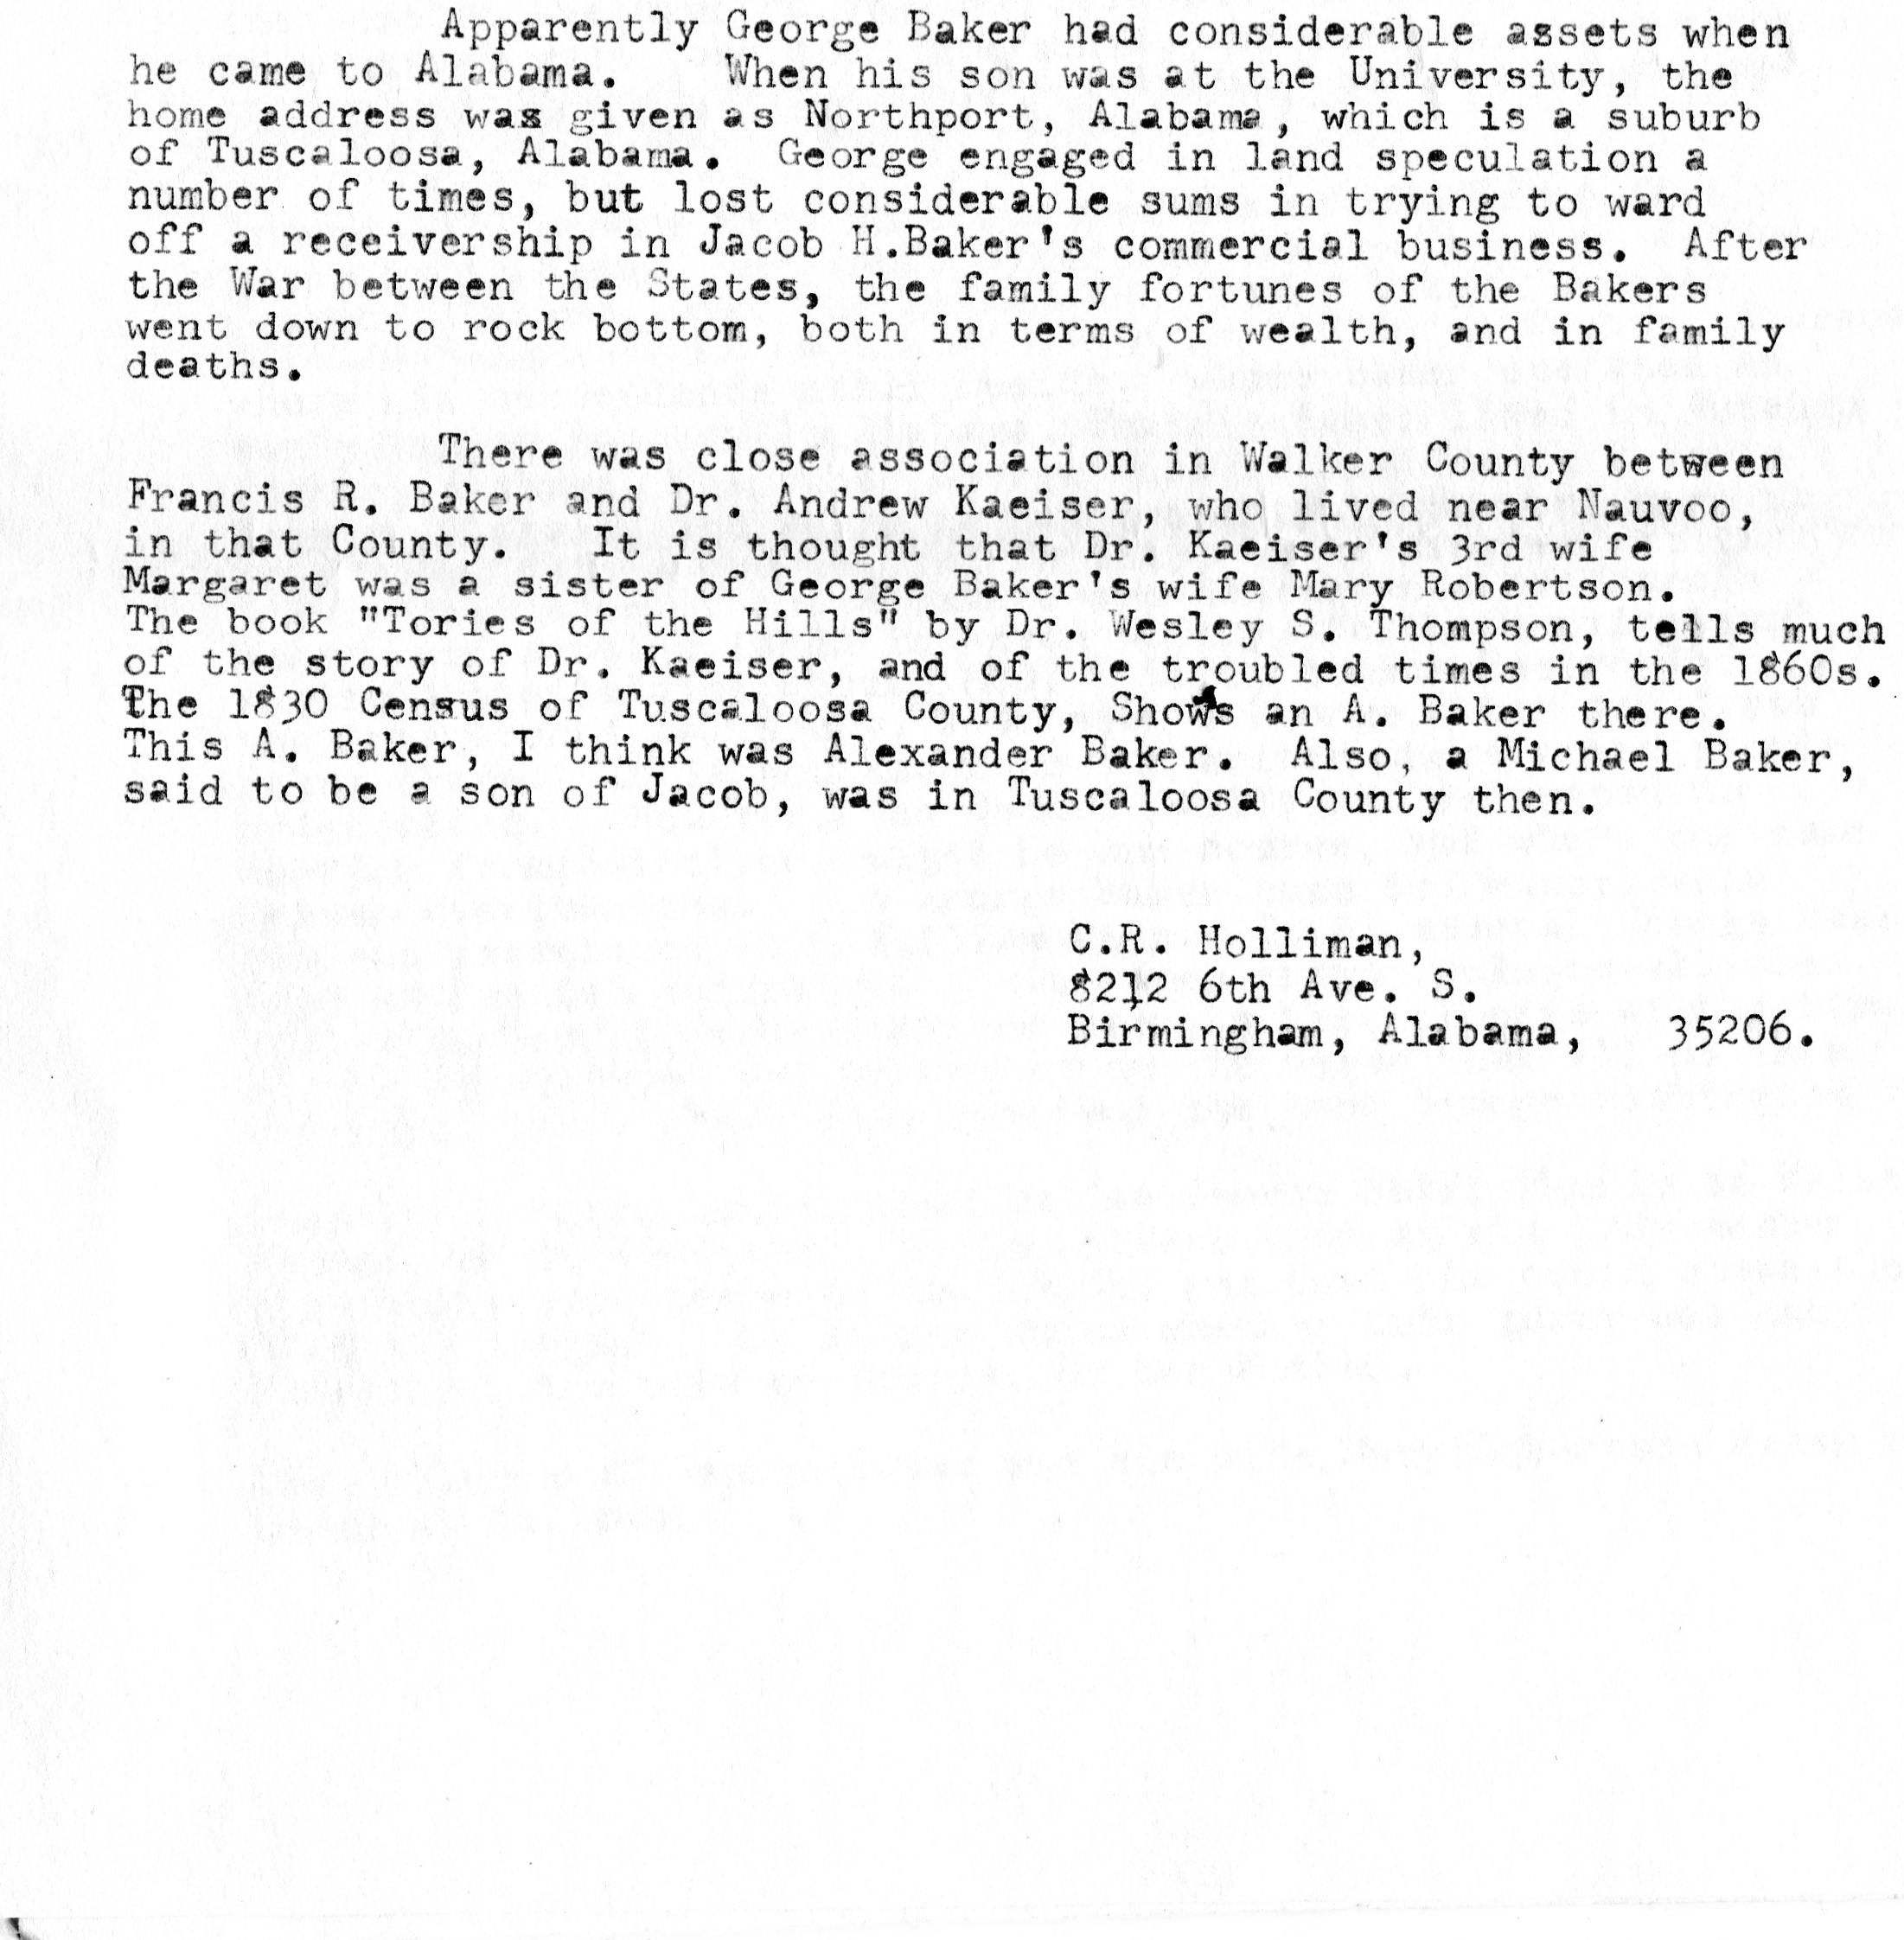 Apparently George Baker had considerable assets when
he came to Alabama. When his son was at the University, the
home address was given as Northport, Alabama, which is a suburb
of Tuscaloosa, Alabama. George engaged in land speculation a
number of times, but lost considerable sums in trying to ward
off a receivership in Jacob H.Baker's commercial business. After
the War between the States, the family fortunes of the Bakers
went down to rock bottom, both in terms of wealth, and in family
deaths.
There was close association in Walker County between
Francis R. Baker and Dr. Andrew Kaeiser, who lived near Nauvoo,
in that County. It is thought that Dr. Kaeiser's 3rd wife
Margaret was a sister of George Baker's wife Mary Robertson.
The book "Tories of the Hills" by Dr. Wesley S. Thompson, tells much
of the story of Dr. Kaeiser, and of the troubled times in the 1860s.
The 1830 Census of Tuscaloosa County, Shows an A. Baker there.
This A. Baker, I think was Alexander Baker. Also, a Michael Baker,
said to be a son of Jacob, was in Tuscaloosa County then.
C.R. Holliman,
8212 6th Ave. S.
Birmingham, Alabama, 35206.